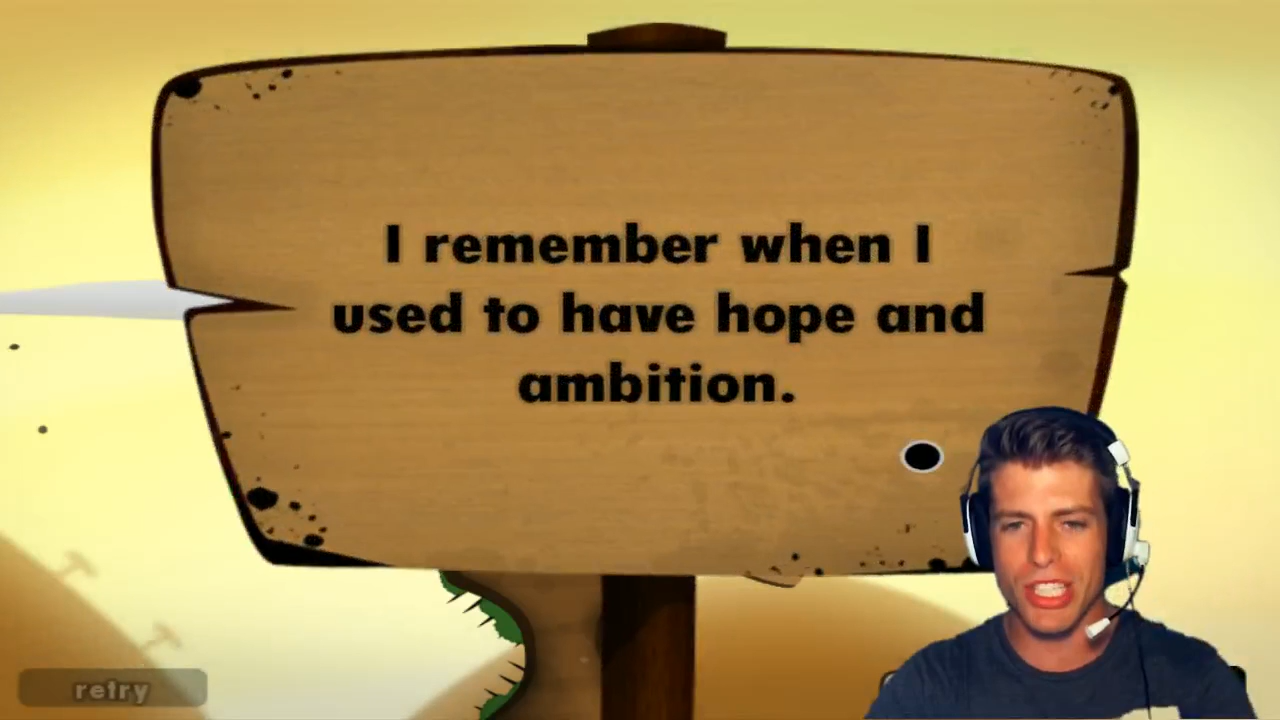 I remember when I
used to have hope and
ambition.
retry